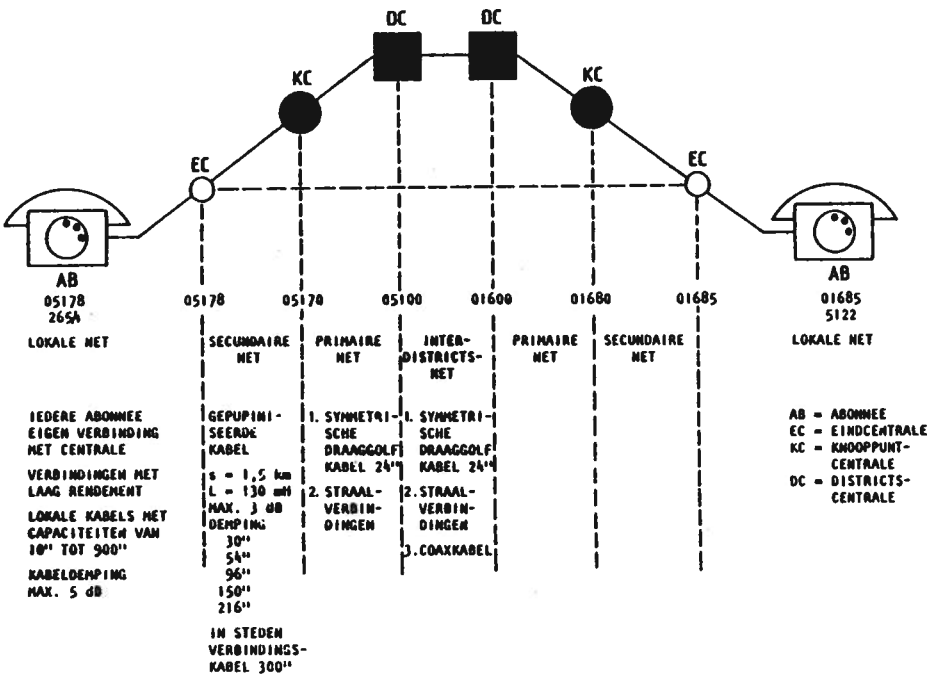 DC DC
KC KC
EC EC
AB AB
05178 05178 05170 05100 01600 01680 01685 01685
2654 5122
LOKALE NET
SECUNDAIRE
NET
PRIMAIRE
NET
INTER-
DISTRICTS-
NET
PRIMAIRE
NET
SECUNDAIRE
NET
LOKALE NET
IEDERE ABONNEE
EIGEN VERBINDING
MET CENTRALE
VERBINDINGEN MET
LAAG RENDEMENT
LOKALE KABELS MET
CAPACITEITEN VAN
10" TOT 900"
KABELDEMPING
MAX. 5 dB
GEPUPINI-
SEERDE
KABEL
s = 1,5 km
L = 130 mH
MAX. 3 dB
DEMPING
30"
54"
96"
150"
216"
IN STEDEN
VERBINDINGS-
KABEL 300"
1. SYMMETRI-
SCHE
DRAAGGOLF
KABEL 24"
2. STRAAL-
VERBIN-
DINGEN
1. SYMMETRI-
SCHE
DRAAGGOLF
KABEL 24"
2. STRAAL-
VERBIN-
DINGEN
3. COAXKABEL
AB = ABONNEE
EC = EINDCENTRALE
KC = KNOOPPUNT-
CENTRALE
DC = DISTRICTS-
CENTRALE